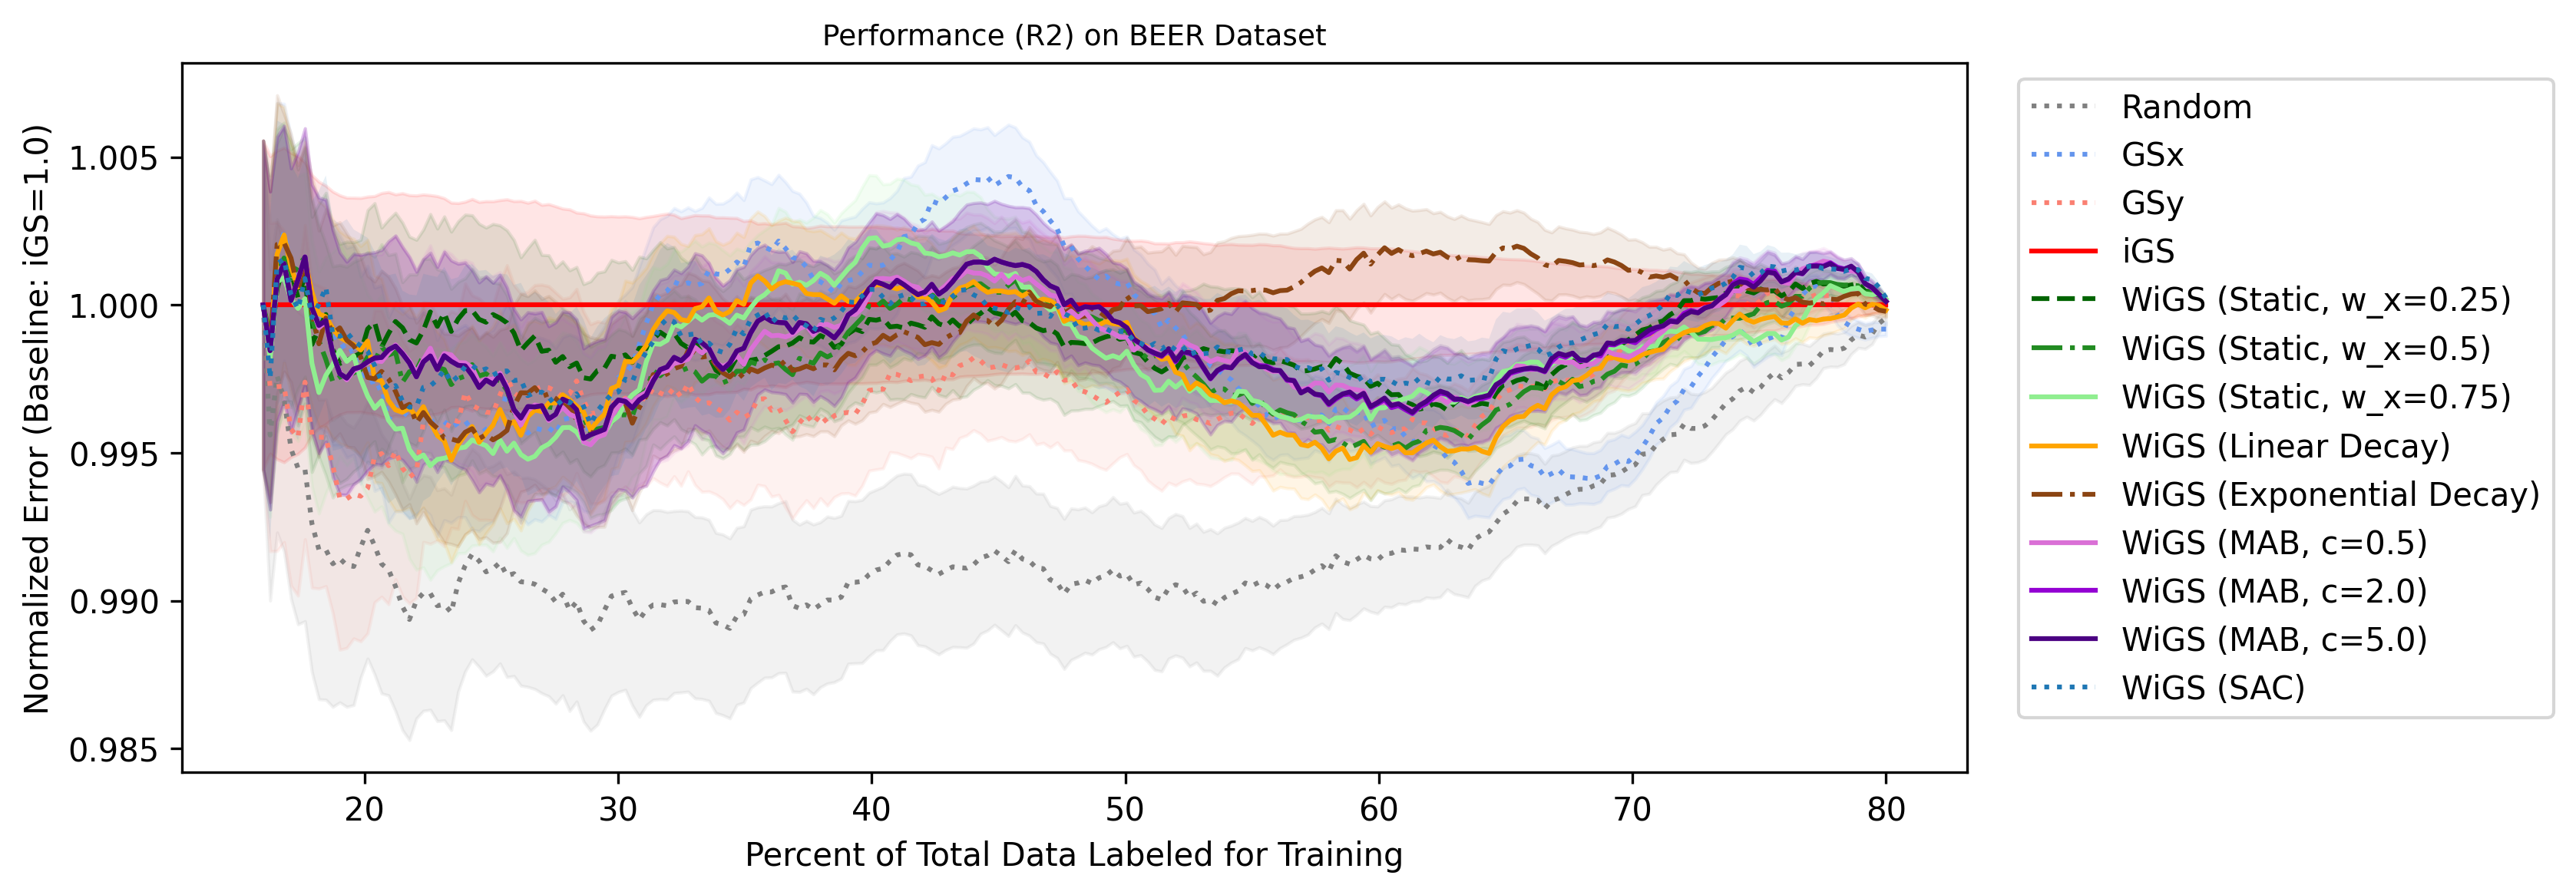 Performance (R2) on BEER Dataset
Normalized Error (Baseline: iGS=1.0)
1.005
1.000
0.995
0.990
0.985
20 30 40 50 60 70 80
Percent of Total Data Labeled for Training
Random
GSx
GSy
iGS
WiGS (Static, w_x=0.25)
WiGS (Static, w_x=0.5)
WiGS (Static, w_x=0.75)
WiGS (Linear Decay)
WiGS (Exponential Decay)
WiGS (MAB, c=0.5)
WiGS (MAB, c=2.0)
WiGS (MAB, c=5.0)
WiGS (SAC)